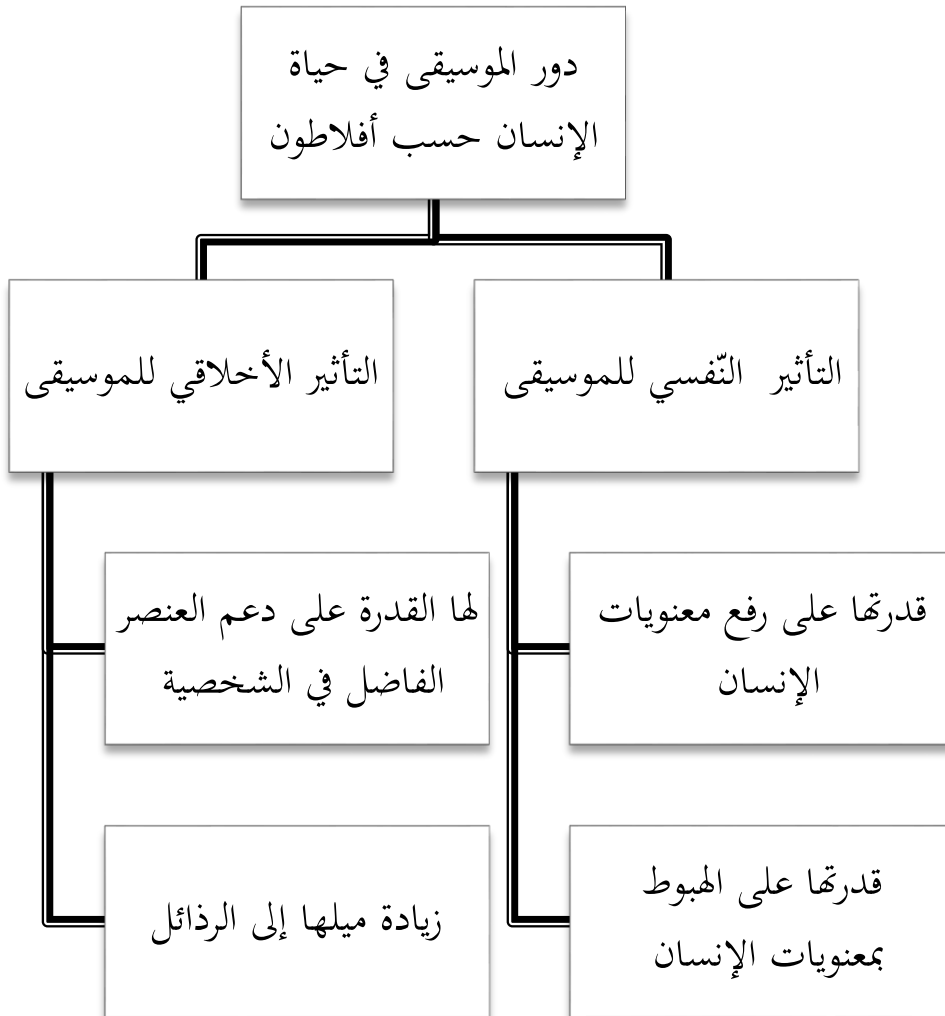 دور الموسيقى في حياة
الإنسان حسب أفلاطون
التأثير النّفسي للموسيقى
التأثير الأخلاقي للموسيقى
قدرتها على رفع معنويات
الإنسان
لها القدرة على دعم العنصر
الفاضل في الشخصية
قدرتها على الهبوط
بمعنويات الإنسان
زيادة ميلها إلى الرذائل